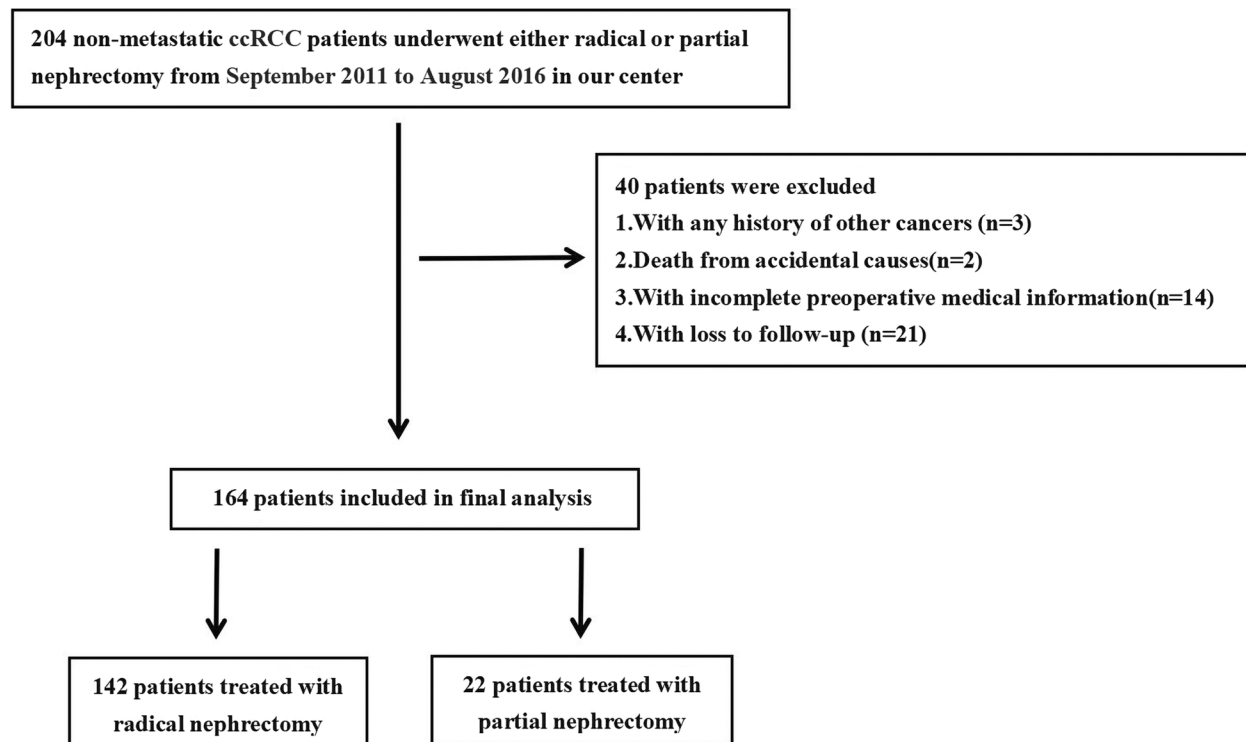 204 non-metastatic ccRCC patients underwent either radical or partial
nephrectomy from September 2011 to August 2016 in our center
40 patients were excluded
1.With any history of other cancers (n=3)
2.Death from accidental causes(n=2)
3.With incomplete preoperative medical information(n=14)
4.With loss to follow-up (n=21)
164 patients included in final analysis
142 patients treated with
radical nephrectomy
22 patients treated with
partial nephrectomy